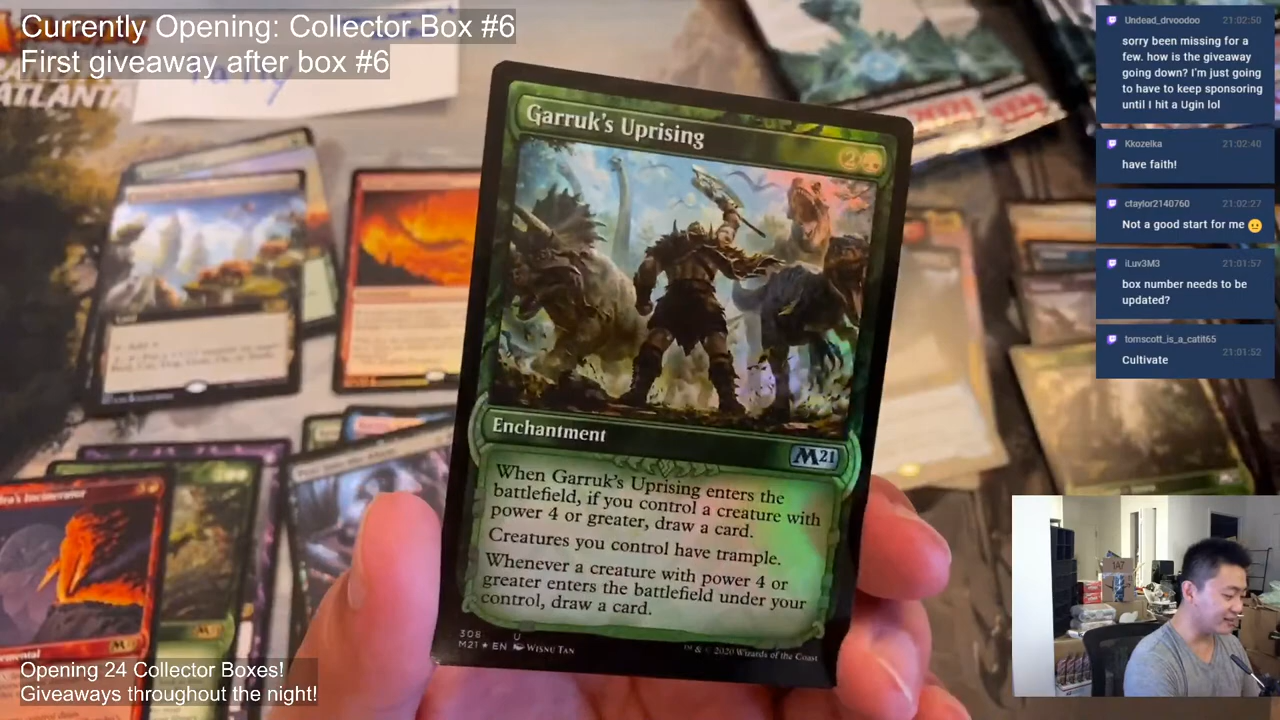 Currently Opening: Collector Box #6
First giveaway after box #6
ATLANTA
Garruk's Uprising
2
Enchantment
M21
When Garruk's Uprising enters the
battlefield, if you control a creature with
power 4 or greater, draw a card.
Creatures you control have trample.
Whenever a creature with power 4 or
greater enters the battlefield under your
control, draw a card.
308 U
M21 ★ EN Wisnu Tan
™ & © 2020 Wizards of the Coast
Opening 24 Collector Boxes!
Giveaways throughout the night!
Undead_drvoodoo 21:02:50
sorry been missing for a
few. how is the giveaway
going down? I'm just going
to have to keep sponsoring
until I hit a Ugin lol
Kkozelka 21:02:40
have faith!
ctaylor2140760 21:02:27
Not a good start for me 😐
iLuv3M3 21:01:57
box number needs to be
updated?
tomscott_is_a_catit65
21:01:52
Cultivate
1A7